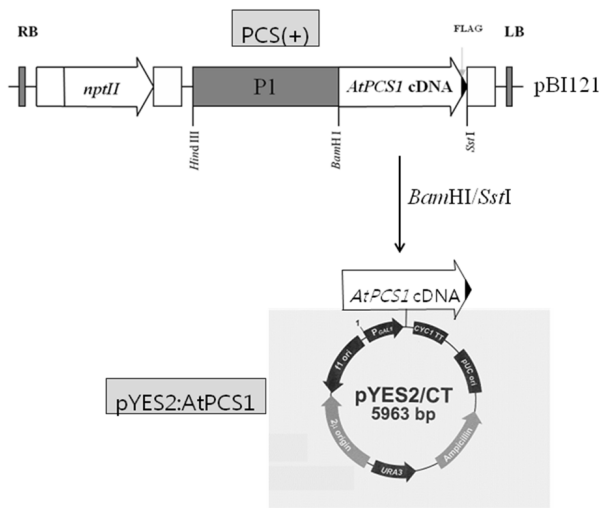 PCS(+)
RB
FLAG
LB
nptII
P1
AtPCS1 cDNA
pBI121
HindIII
BamHI
SstI
BamHI/SstI
AtPCS1 cDNA
pYES2:AtPCS1
1
PGAL1
CYC1 TT
f1 ori
pUC ori
pYES2/CT
5963 bp
2μ origin
Ampicillin
URA3